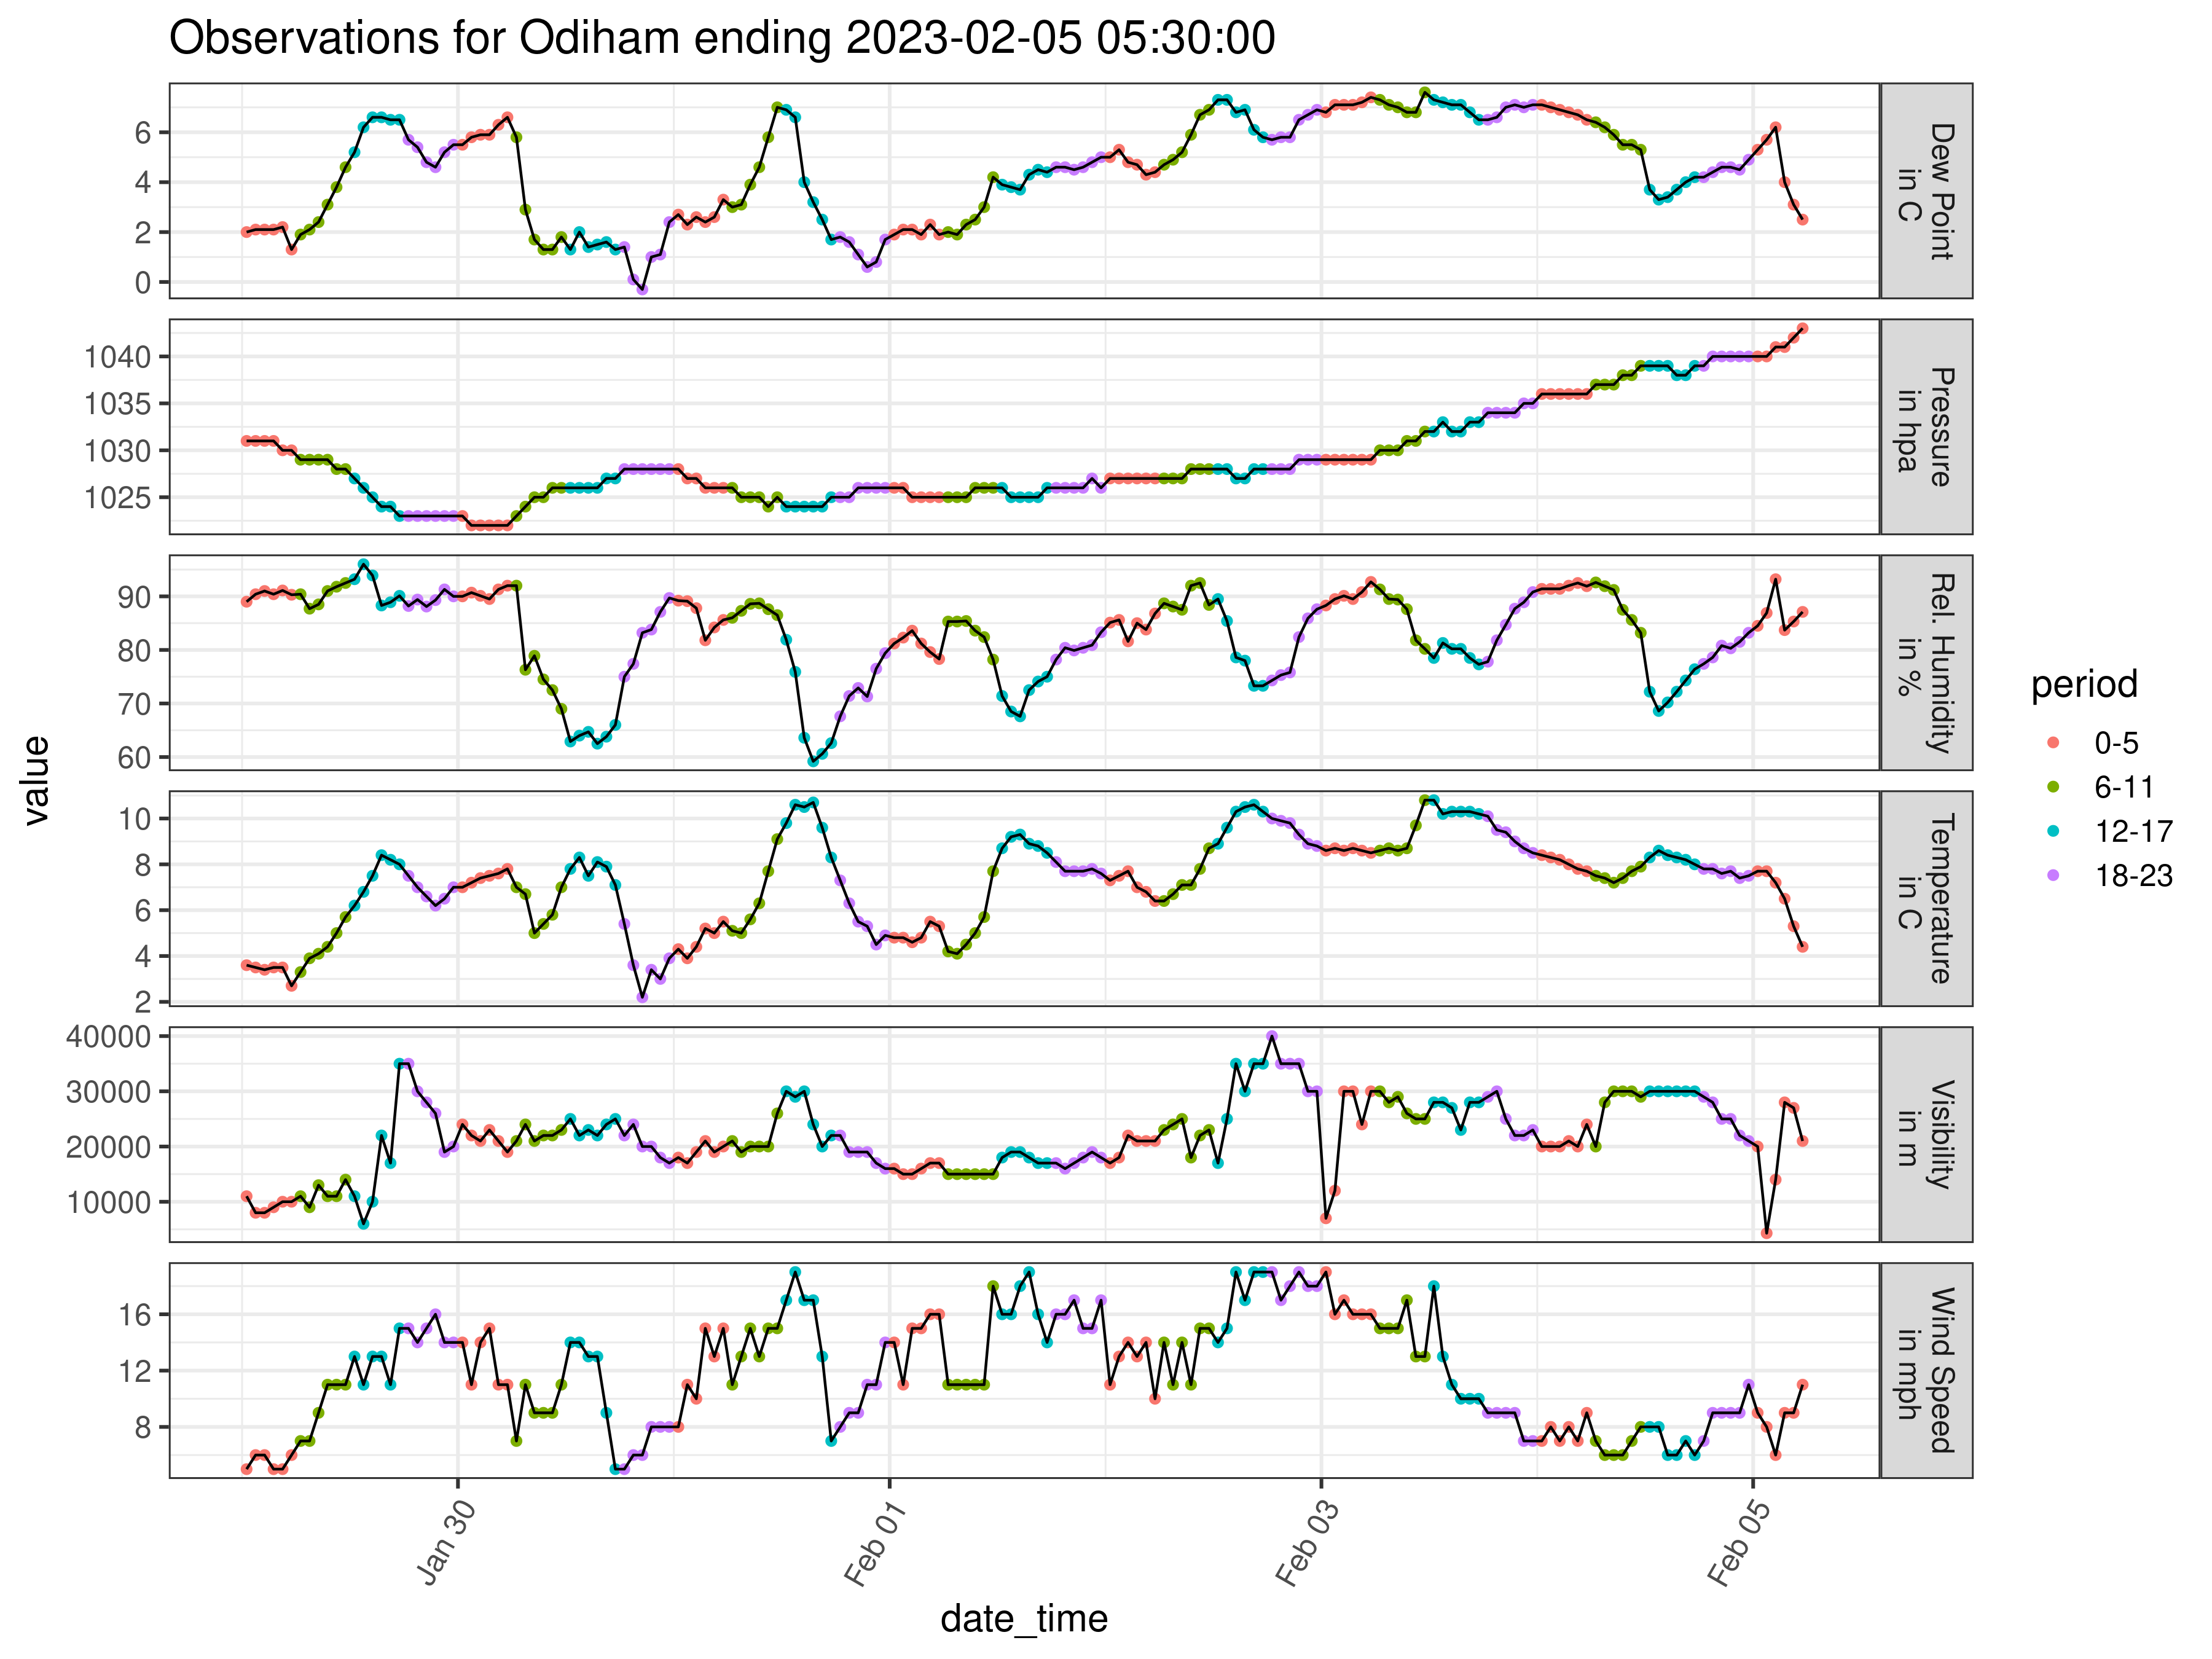 Observations for Odiham ending 2023-02-05 05:30:00
value
6
4
2
0
Dew Point
in C
1040
1035
1030
1025
Pressure
in hpa
90
80
70
60
Rel. Humidity
in %
10
8
6
4
2
Temperature
in C
40000
30000
20000
10000
Visibility
in m
16
12
8
Wind Speed
in mph
Jan 30
Feb 01
Feb 03
Feb 05
date_time
period
0-5
6-11
12-17
18-23